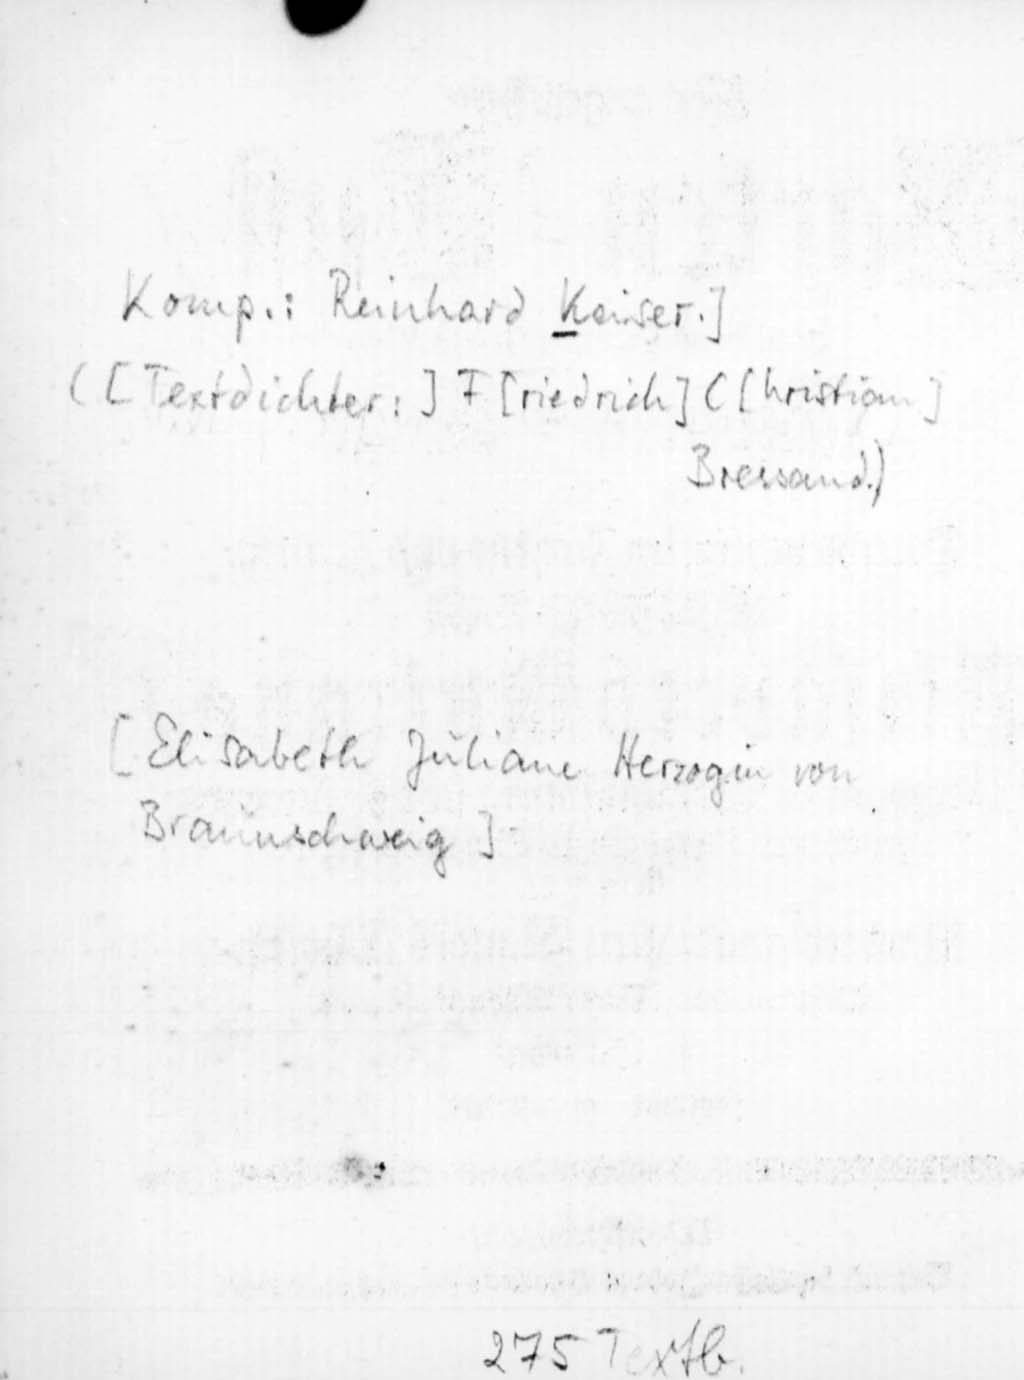 Komp.: Reinhard Keiser.]
([Textdichter:] F[riedrich] C[hristian]
Bressand.)
[Elisabeth Juliane Herzogin von
Braunschweig]
275 Textb.